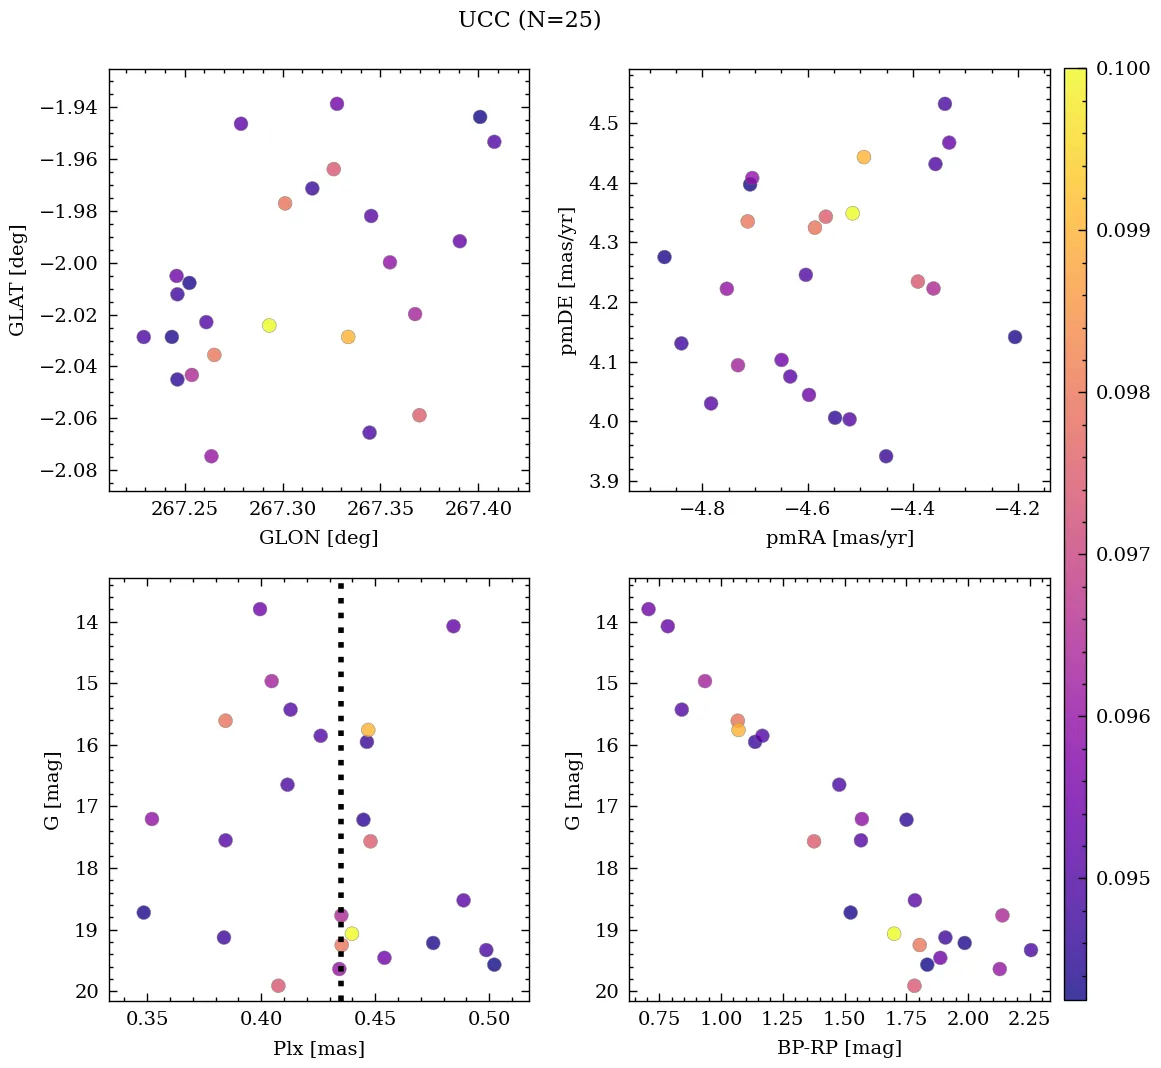 UCC (N=25)
−1.94
−1.96
−1.98
−2.00
−2.02
−2.04
−2.06
−2.08
GLAT [deg]
267.25 267.30 267.35 267.40
GLON [deg]
4.5
4.4
4.3
4.2
4.1
4.0
3.9
pmDE [mas/yr]
−4.8 −4.6 −4.4 −4.2
pmRA [mas/yr]
0.100
0.099
0.098
0.097
0.096
0.095
14
15
16
17
18
19
20
G [mag]
0.35 0.40 0.45 0.50
Plx [mas]
14
15
16
17
18
19
20
G [mag]
0.75 1.00 1.25 1.50 1.75 2.00 2.25
BP-RP [mag]